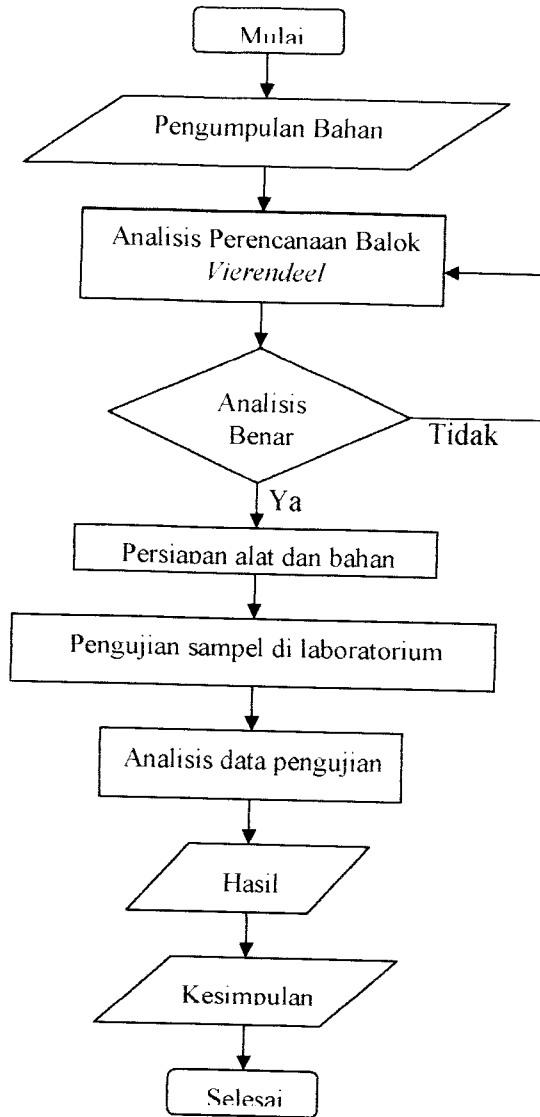 Mulai
Pengumpulan Bahan
Analisis Perencanaan Balok
Vierendeel
Analisis
Benar
Tidak
Ya
Persiapan alat dan bahan
Pengujian sampel di laboratorium
Analisis data pengujian
Hasil
Kesimpulan
Selesai